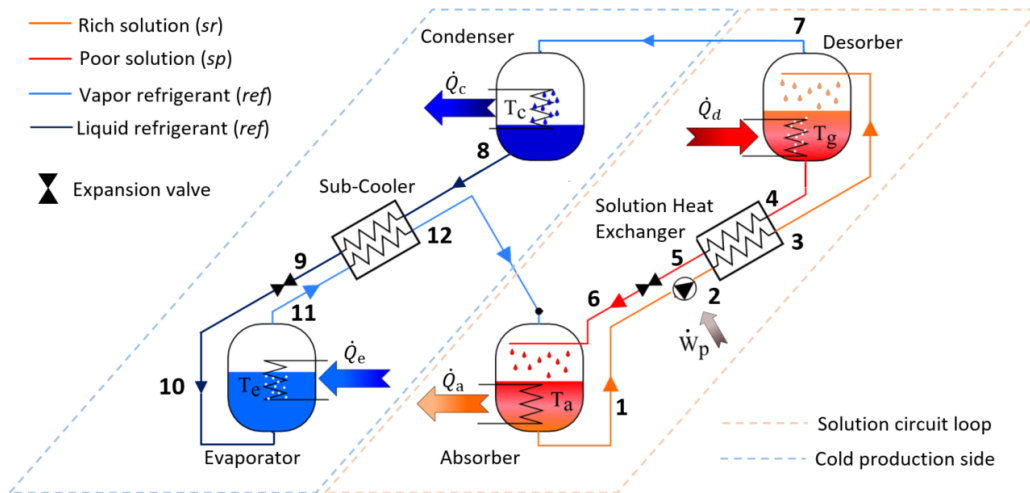 Rich solution (sr)
Poor solution (sp)
Vapor refrigerant (ref)
Liquid refrigerant (ref)
Expansion valve
Condenser
7
Desorber
Q̇c
Tc
Q̇d
Tg
8
Sub-Cooler
12
Solution Heat
Exchanger
4
3
9
5
2
11
6
Ẇp
10
Te
Q̇e
Q̇a
Ta
1
Evaporator
Absorber
Solution circuit loop
Cold production side